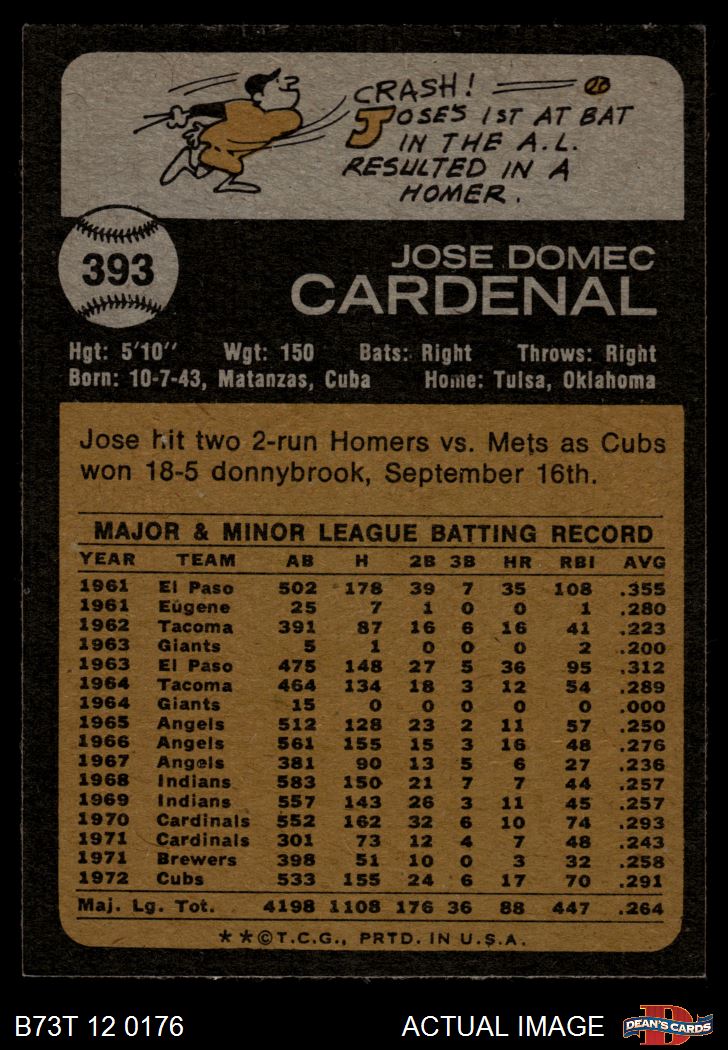 CRASH!
JOSE'S 1ST AT BAT
IN THE A.L.
RESULTED IN A
HOMER.
393
JOSE DOMEC
CARDENAL
Hgt: 5'10'' Wgt: 150 Bats: Right Throws: Right
Born: 10-7-43, Matanzas, Cuba Home: Tulsa, Oklahoma
Jose hit two 2-run Homers vs. Mets as Cubs
won 18-5 donnybrook, September 16th.
MAJOR & MINOR LEAGUE BATTING RECORD
YEAR TEAM AB H 2B 3B HR RBI AVG
1961 El Paso 502 178 39 7 35 108 .355
1961 Eugene 25 7 1 0 0 1 .280
1962 Tacoma 391 87 16 6 16 41 .223
1963 Giants 5 1 0 0 0 2 .200
1963 El Paso 475 148 27 5 36 95 .312
1964 Tacoma 464 134 18 3 12 54 .289
1964 Giants 15 0 0 0 0 0 .000
1965 Angels 512 128 23 2 11 57 .250
1966 Angels 561 155 15 3 16 48 .276
1967 Angels 381 90 13 5 6 27 .236
1968 Indians 583 150 21 7 7 44 .257
1969 Indians 557 143 26 3 11 45 .257
1970 Cardinals 552 162 32 6 10 74 .293
1971 Cardinals 301 73 12 4 7 48 .243
1971 Brewers 398 51 10 0 3 32 .258
1972 Cubs 533 155 24 6 17 70 .291
Maj. Lg. Tot. 4198 1108 176 36 88 447 .264
**©T.C.G., PRTD. IN U.S.A.
B73T 12 0176 ACTUAL IMAGE D DEAN'S CARDS